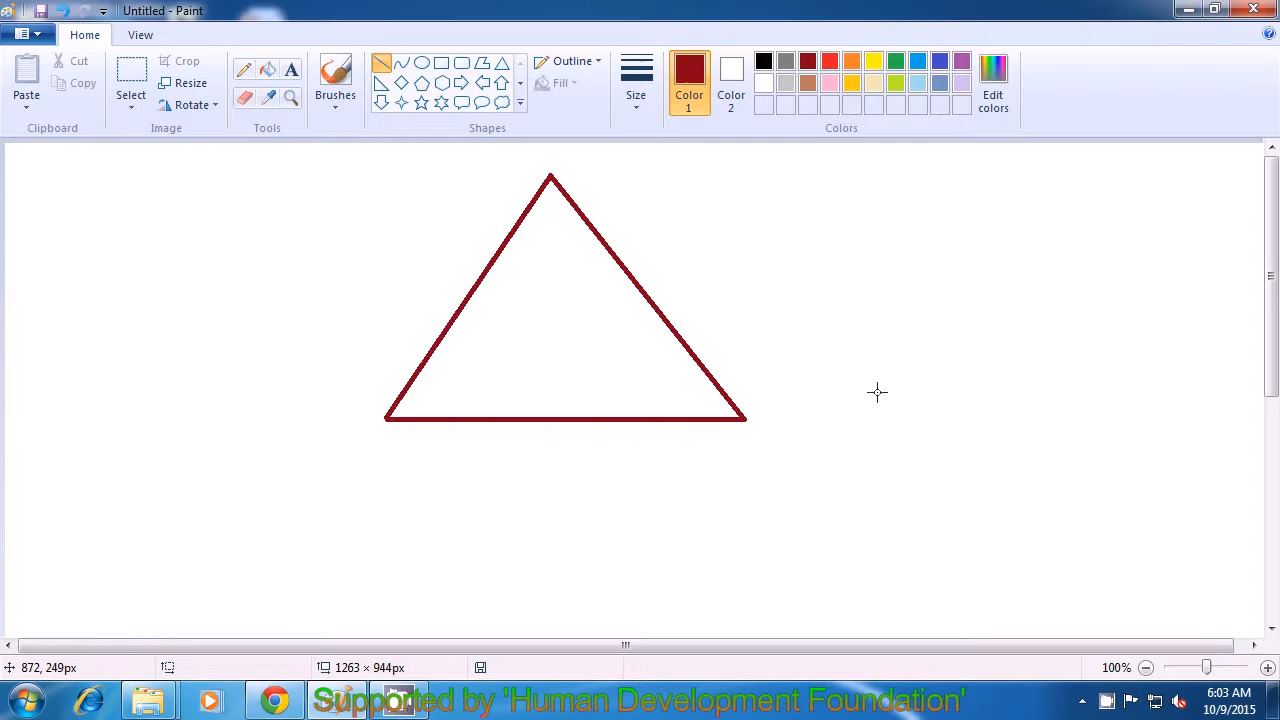 Untitled - Paint
Home
View
Paste
Cut
Copy
Clipboard
Select
Crop
Resize
Rotate
Image
A
Tools
Brushes
Outline
Fill
Shapes
Size
Color 1
Color 2
Edit colors
Colors
872, 249px
1263 × 944px
100%
Supported by 'Human Development Foundation'
6:03 AM
10/9/2015